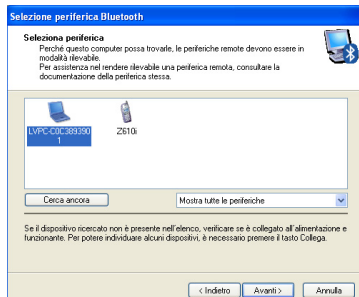 Selezione periferica Bluetooth
Seleziona periferica
Perché questo computer possa trovarle, le periferiche remote devono essere in
modalità rilevabile.
Per assistenza nel rendere rilevabile una periferica remota, consultare la
documentazione della periferica stessa.
LVPC-C0C389390
1
Z610i
Cerca ancora
Mostra tutte le periferiche
Se il dispositivo ricercato non è presente nell'elenco, verificare se è collegato all'alimentazione e
funzionante. Per potere individuare alcuni dispositivi, è necessario premere il tasto Collega.
< Indietro
Avanti >
Annulla